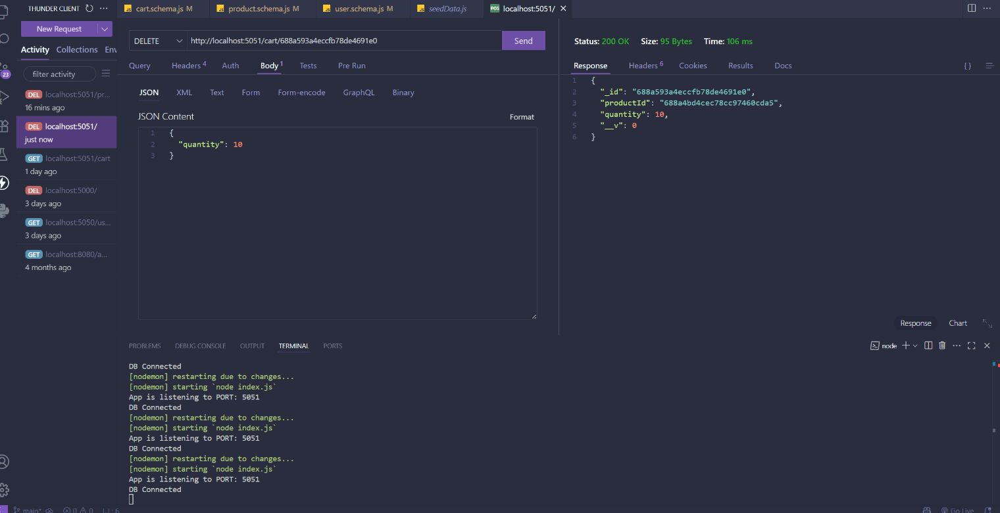 THUNDER CLIENT
cart.schema.js M
product.schema.js M
user.schema.js M
seedData.js
POS localhost:5051/
New Request
Activity Collections Env
filter activity
23
DEL localhost:5051/pr...
16 mins ago
DEL localhost:5051/
just now
GET localhost:5051/cart
1 day ago
DEL localhost:5000/
3 days ago
GET localhost:5050/us...
3 days ago
GET localhost:8080/a...
4 months ago
DELETE http://localhost:5051/cart/688a593a4eccfb78de4691e0 Send
Query Headers 4 Auth Body 1 Tests Pre Run
JSON XML Text Form Form-encode GraphQL Binary
JSON Content Format
1 {
2 "quantity": 10
3 }
Status: 200 OK Size: 95 Bytes Time: 106 ms
Response Headers 6 Cookies Results Docs { }
1 {
2 "_id": "688a593a4eccfb78de4691e0",
3 "productId": "688a4bd4cec78cc97460cda5",
4 "quantity": 10,
5 "__v": 0
6 }
Response Chart
PROBLEMS DEBUG CONSOLE OUTPUT TERMINAL PORTS
node
DB Connected
[nodemon] restarting due to changes...
[nodemon] starting `node index.js`
App is listening to PORT: 5051
DB Connected
[nodemon] restarting due to changes...
[nodemon] starting `node index.js`
App is listening to PORT: 5051
DB Connected
[nodemon] restarting due to changes...
[nodemon] starting `node index.js`
App is listening to PORT: 5051
DB Connected
main* 0 0
Go Live